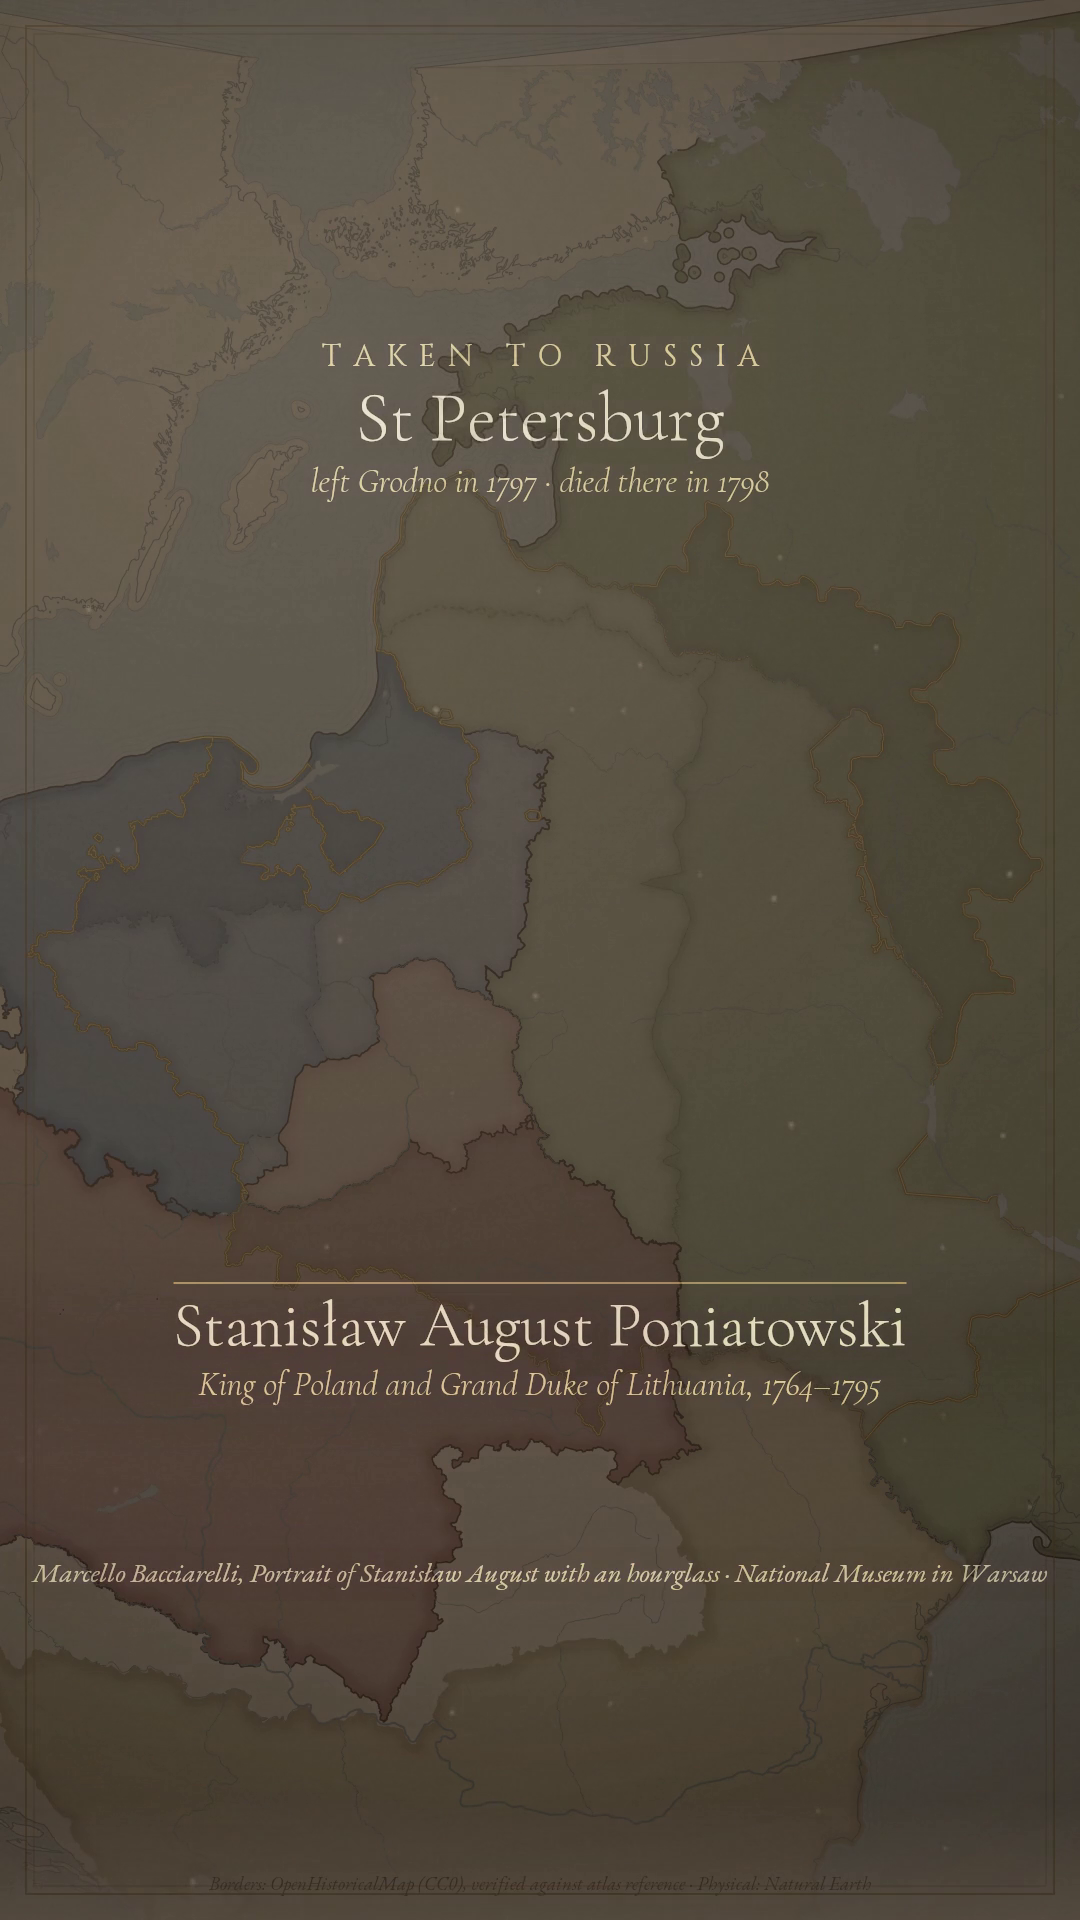 TAKEN TO RUSSIA
St Petersburg
left Grodno in 1797 · died there in 1798
Stanisław August Poniatowski
King of Poland and Grand Duke of Lithuania, 1764–1795
Marcello Bacciarelli, Portrait of Stanisław August with an hourglass · National Museum in Warsaw
Borders: OpenHistoricalMap (CC0), verified against atlas reference · Physical: Natural Earth